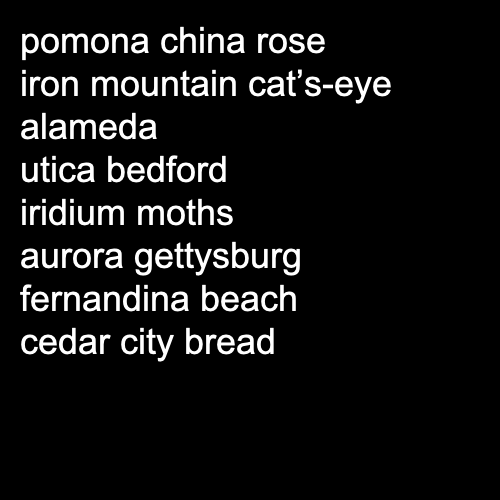 pomona china rose
iron mountain cat’s-eye
alameda
utica bedford
iridium moths
aurora gettysburg
fernandina beach
cedar city bread